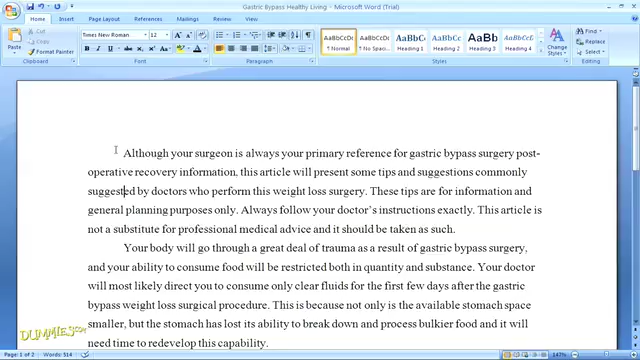 Gastric Bypass Healthy Living - Microsoft Word (Trial)
Home Insert Page Layout References Mailings Review View
Paste
Cut
Copy
Format Painter
Clipboard
Times New Roman 12
Font
Paragraph
AaBbCcDc AaBbCcDc AaBbC AaBbCc AaBbCc AaBbCcDc
¶ Normal ¶ No Spac... Heading 1 Heading 2 Heading 3 Heading 4
Styles
Change Styles
Find
Replace
Select
Editing
Although your surgeon is always your primary reference for gastric bypass surgery post-
operative recovery information, this article will present some tips and suggestions commonly
suggested by doctors who perform this weight loss surgery. These tips are for information and
general planning purposes only. Always follow your doctor's instructions exactly. This article is
not a substitute for professional medical advice and it should be taken as such.
Your body will go through a great deal of trauma as a result of gastric bypass surgery,
and your ability to consume food will be restricted both in quantity and substance. Your doctor
will most likely direct you to consume only clear fluids for the first few days after the gastric
bypass weight loss surgical procedure. This is because not only is the available stomach space
smaller, but the stomach has lost its ability to break down and process bulkier food and it will
need time to redevelop this capability.
DUMMIES.com
Page: 1 of 2 Words: 514 147%